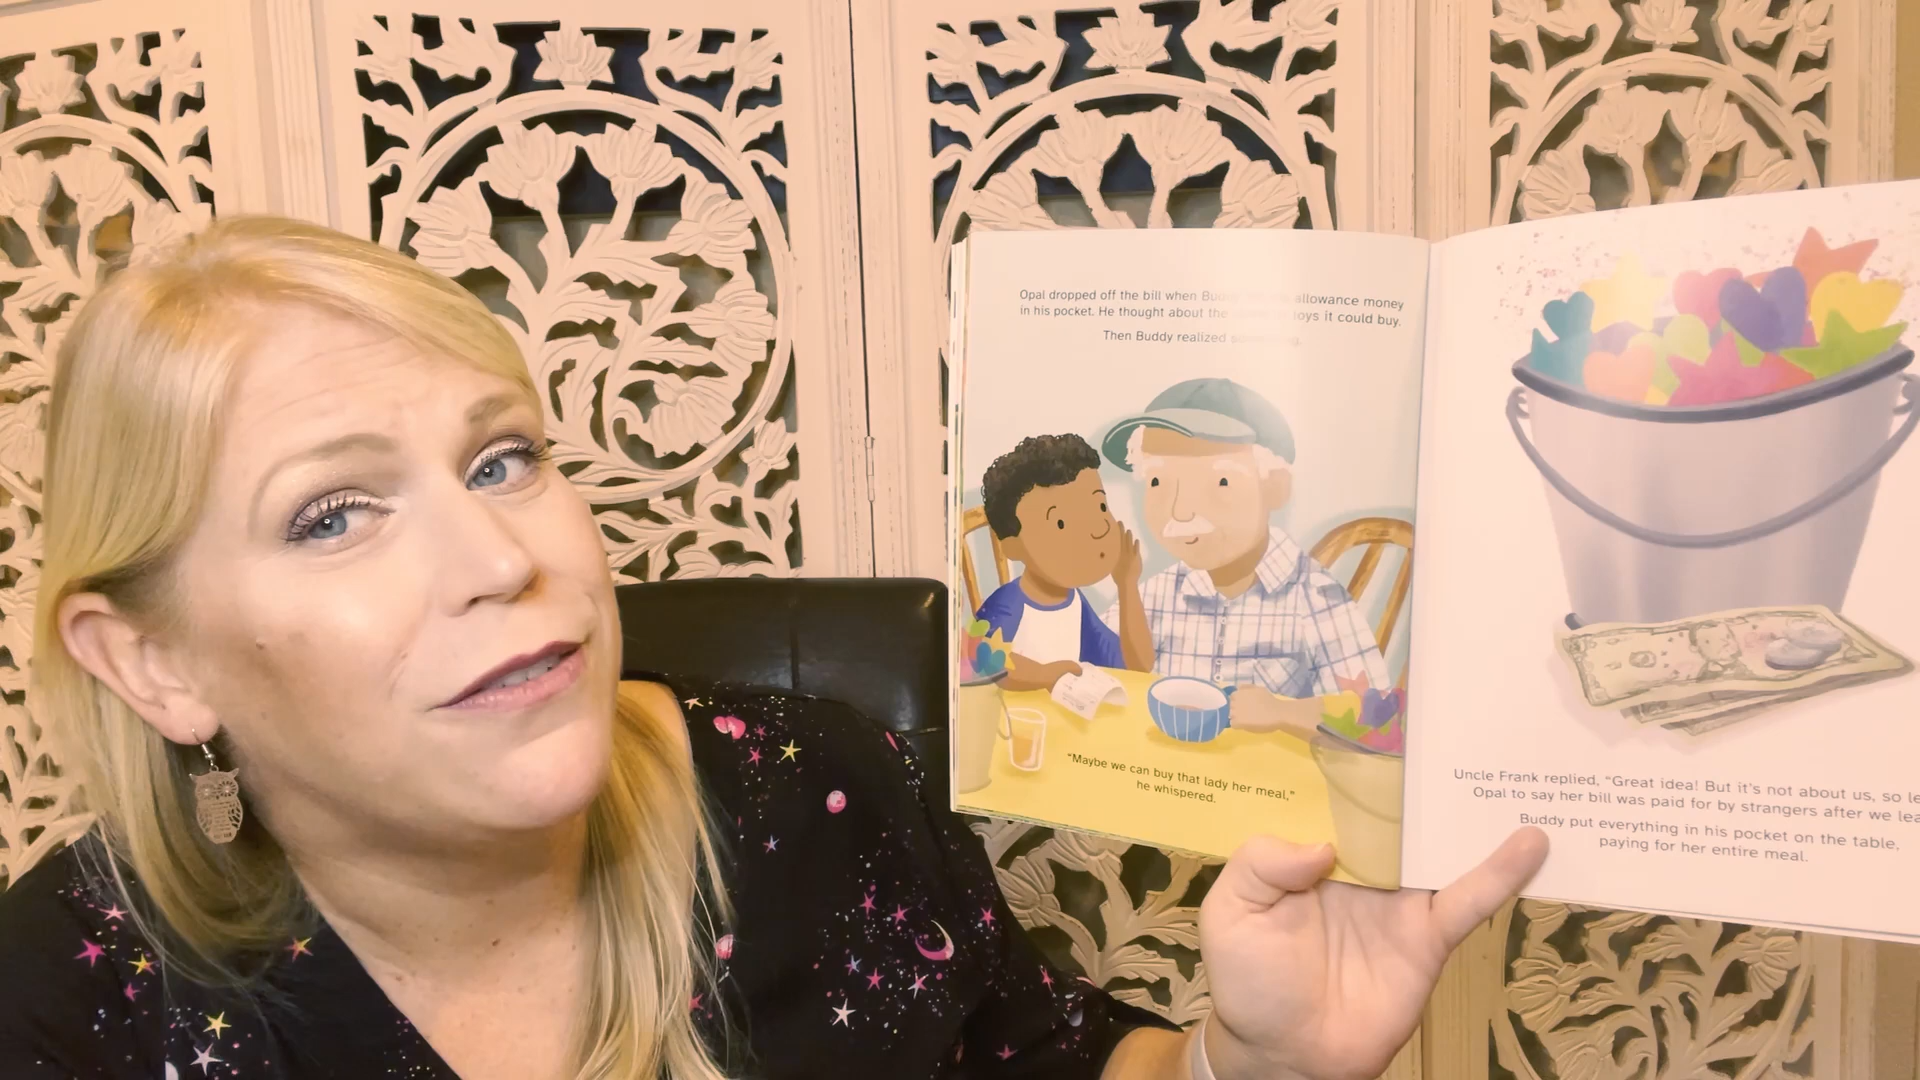 Opal dropped off the bill when allowance money
in his pocket. He thought about the toys it could buy.
Then Buddy realized
"Maybe we can buy that lady her meal,"
he whispered.
Uncle Frank replied, "Great idea! But it's not about us, so
Opal to say her bill was paid for by strangers after we
Buddy put everything in his pocket on the table,
paying for her entire meal.